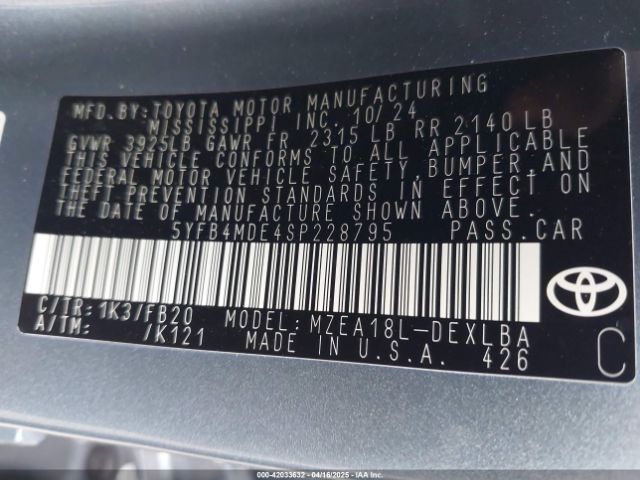 MFD.BY:TOYOTA MOTOR MANUFACTURING
MISSISSIPPI INC. 10/24
GVWR 3925LB GAWR FR 2315 LB RR 2140 LB
THIS VEHICLE CONFORMS TO ALL APPLICABLE
FEDERAL MOTOR VEHICLE SAFETY,BUMPER,AND
THEFT PREVENTION STANDARDS IN EFFECT ON
THE DATE OF MANUFACTURE SHOWN ABOVE.
5YFB4MDE4SP228795 PASS.CAR
C/TR:1K3/FB20 MODEL:MZEA18L-DEXLBA
A/TM: /K121 MADE IN U.S.A. 426
C
000-42033632 04/16/2025 IAAI.COM